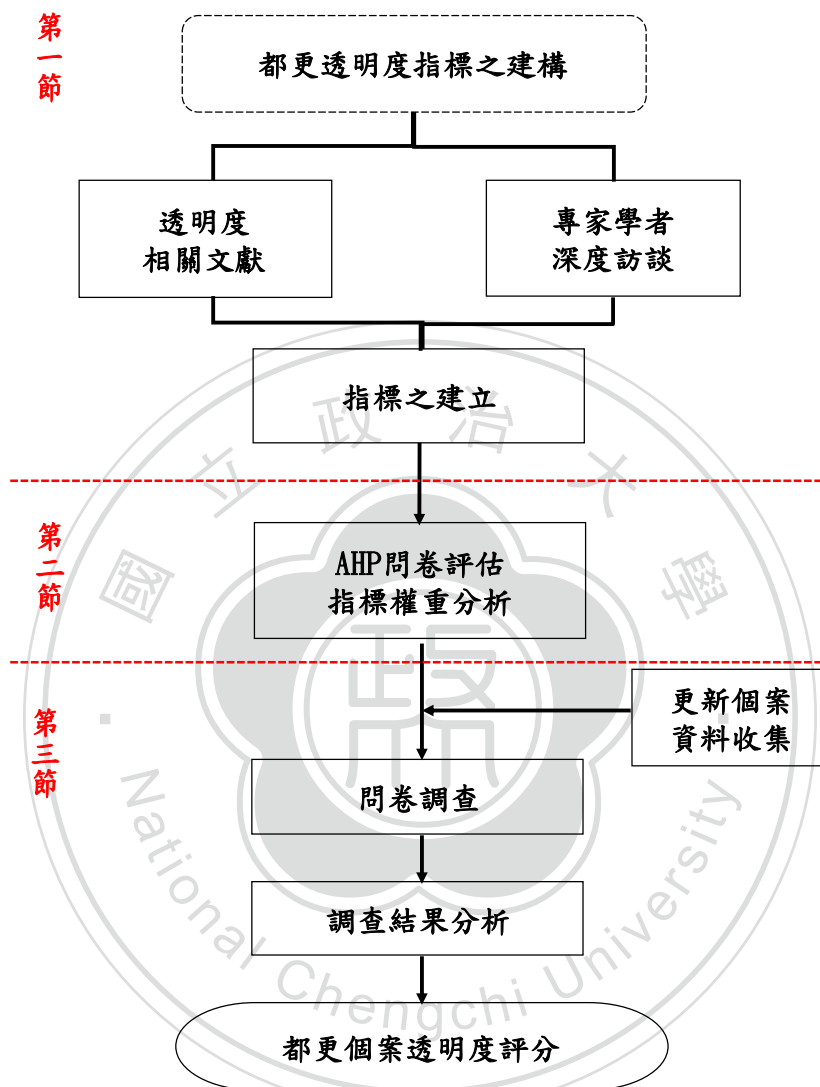 第一節
都更透明度指標之建構
透明度
相關文獻
專家學者
深度訪談
指標之建立
第二節
AHP問卷評估
指標權重分析
第三節
更新個案
資料收集
問卷調查
調查結果分析
都更個案透明度評分
國立政治大學
政
National Chengchi University